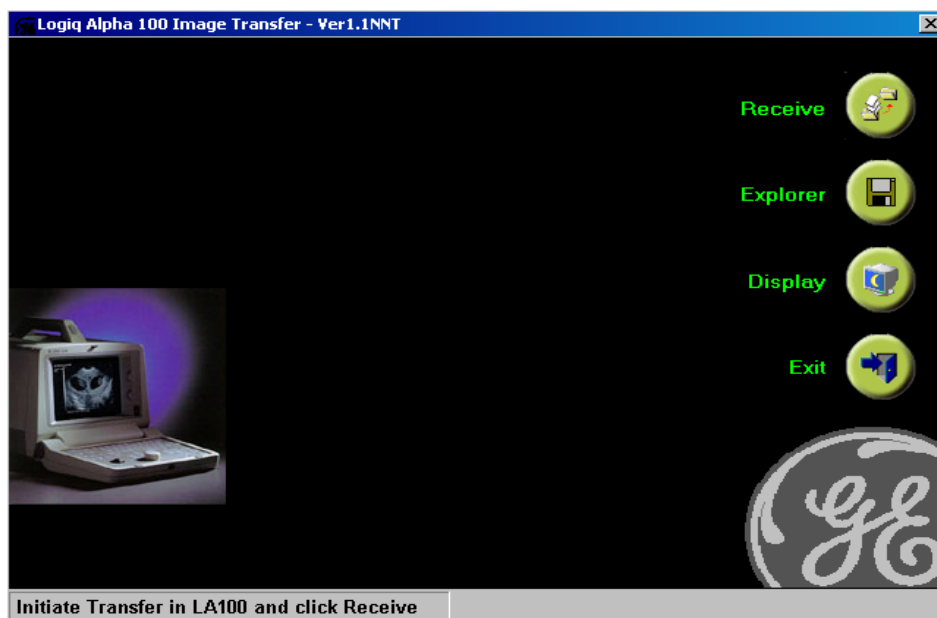 Logiq Alpha 100 Image Transfer - Ver1.1NNT
Receive
Explorer
Display
Exit
GE
Initiate Transfer in LA100 and click Receive